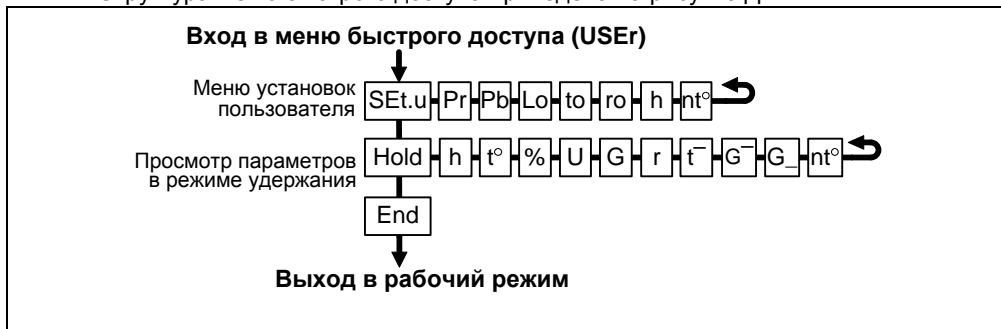 Вход в меню быстрого доступа (USEr)
Меню установок
пользователя
SEt.u Pr Pb Lo to ro h nt°
Просмотр параметров
в режиме удержания
Hold h t° % U G r t¯ G¯ G_ nt°
End
Выход в рабочий режим